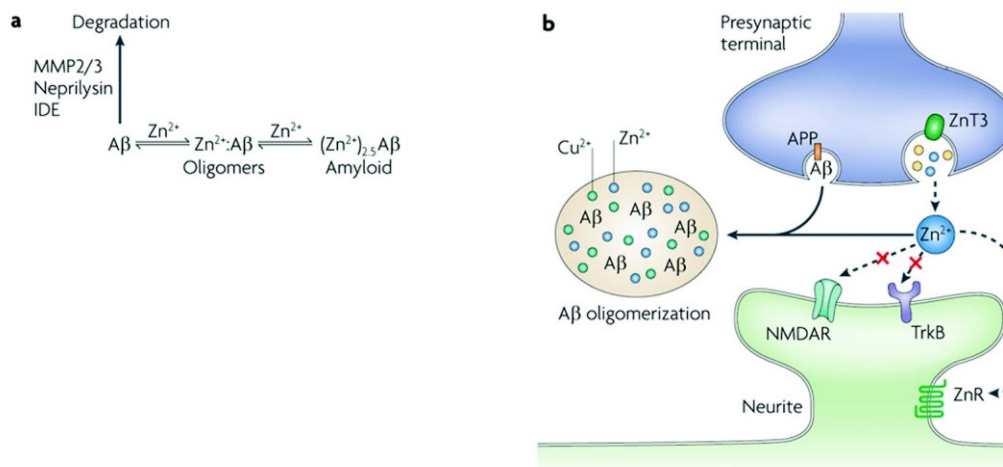 a
Degradation
MMP2/3
Neprilysin
IDE
Aβ Zn²⁺ Zn²⁺:Aβ Zn²⁺ (Zn²⁺)₂.₅Aβ
Oligomers Amyloid
b
Presynaptic
terminal
ZnT3
APP
Aβ
Cu²⁺ Zn²⁺
Aβ Aβ
Aβ
Aβ Aβ
Zn²⁺
Aβ oligomerization
NMDAR TrkB
ZnR
Neurite